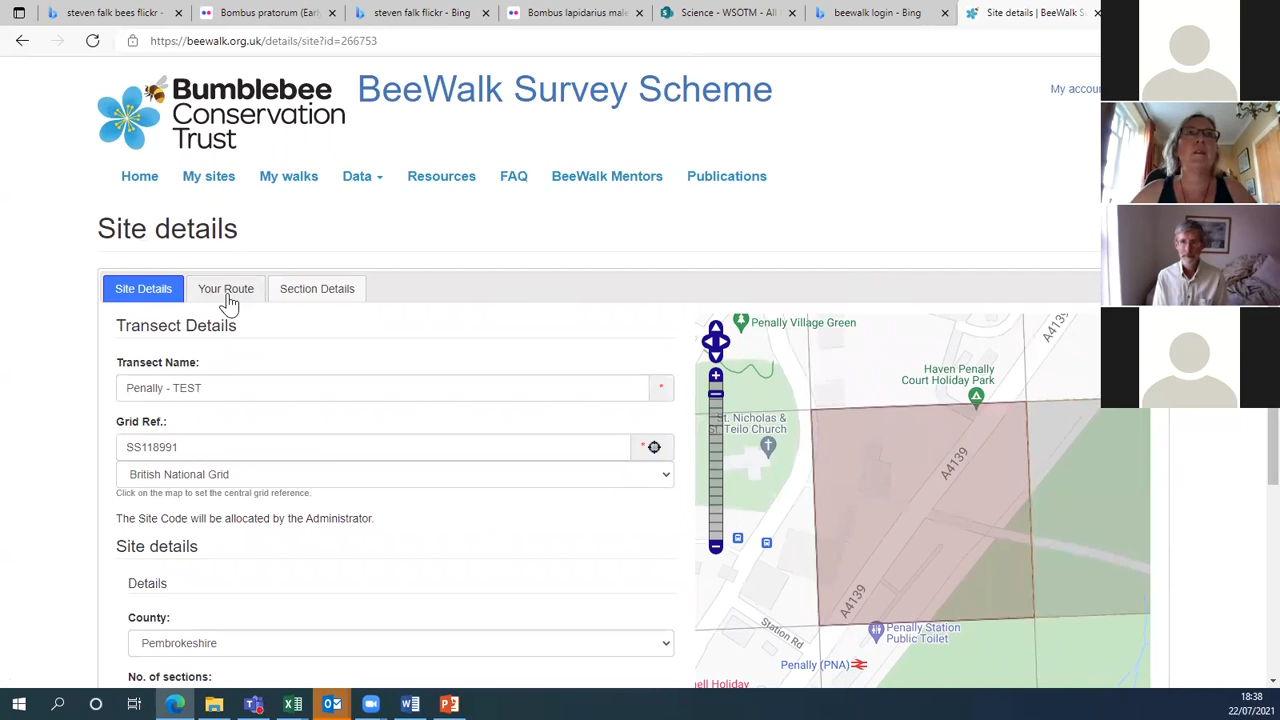 steven falk bees flickr - Bing
Bumbus pratorum (Ear
steven falk flickr - Bing
Bombus lapidarius male
Science - WSOTM - All
beewalk login - Bing
Site details | BeeWalk S
https://beewalk.org.uk/details/site?id=266753
Bumblebee
Conservation
Trust
BeeWalk Survey Scheme
My accou
Home
My sites
My walks
Data
Resources
FAQ
BeeWalk Mentors
Publications
Site details
Site Details
Your Route
Section Details
Transect Details
Transect Name:
Penally - TEST
*
Grid Ref.:
SS118991
*
British National Grid
Click on the map to set the central grid reference.
The Site Code will be allocated by the Administrator.
Site details
Details
County:
Pembrokeshire
No. of sections:
Penally Village Green
A4139
Haven Penally
Court Holiday Park
St. Nicholas &
St. Teilo Church
A4139
A4139
Station Rd
Penally Station
Public Toilet
Penally (PNA)
ell Holiday
18:38
22/07/2021